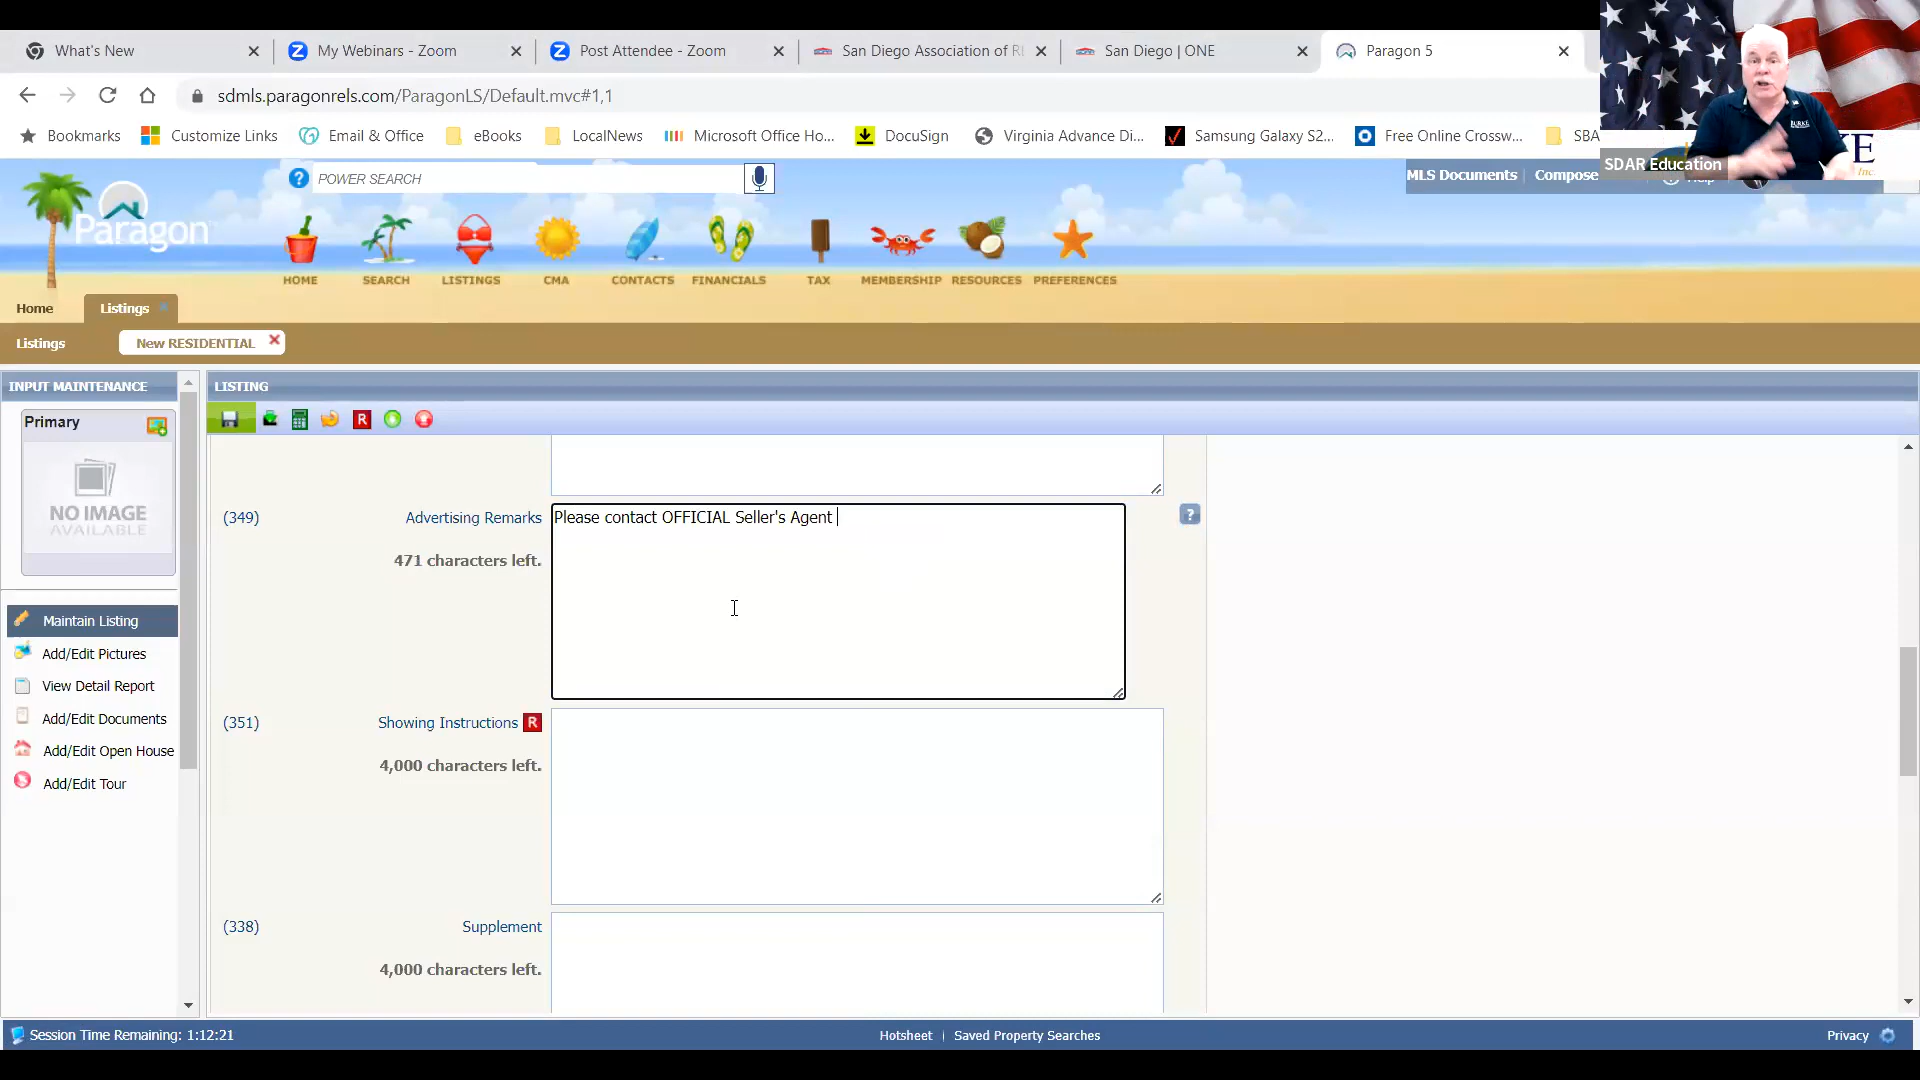 What's New
My Webinars - Zoom
Post Attendee - Zoom
San Diego Association of RE
San Diego | ONE
Paragon 5
sdmls.paragonrels.com/ParagonLS/Default.mvc#1,1
Bookmarks
Customize Links
Email & Office
eBooks
LocalNews
Microsoft Office Ho...
DocuSign
Virginia Advance Di...
Samsung Galaxy S2...
Free Online Crossw...
SBA
SDAR Education
BURKE
KE
Inc.
POWER SEARCH
MLS Documents
Compose
Help
Paragon
HOME
SEARCH
LISTINGS
CMA
CONTACTS
FINANCIALS
TAX
MEMBERSHIP
RESOURCES
PREFERENCES
Home
Listings
Listings
New RESIDENTIAL
INPUT MAINTENANCE
LISTING
Primary
R
NO IMAGE
AVAILABLE
(349)
Advertising Remarks
Please contact OFFICIAL Seller's Agent
?
471 characters left.
Maintain Listing
Add/Edit Pictures
View Detail Report
Add/Edit Documents
Add/Edit Open House
Add/Edit Tour
(351)
Showing Instructions R
4,000 characters left.
(338)
Supplement
4,000 characters left.
Session Time Remaining: 1:12:21
Hotsheet | Saved Property Searches
Privacy